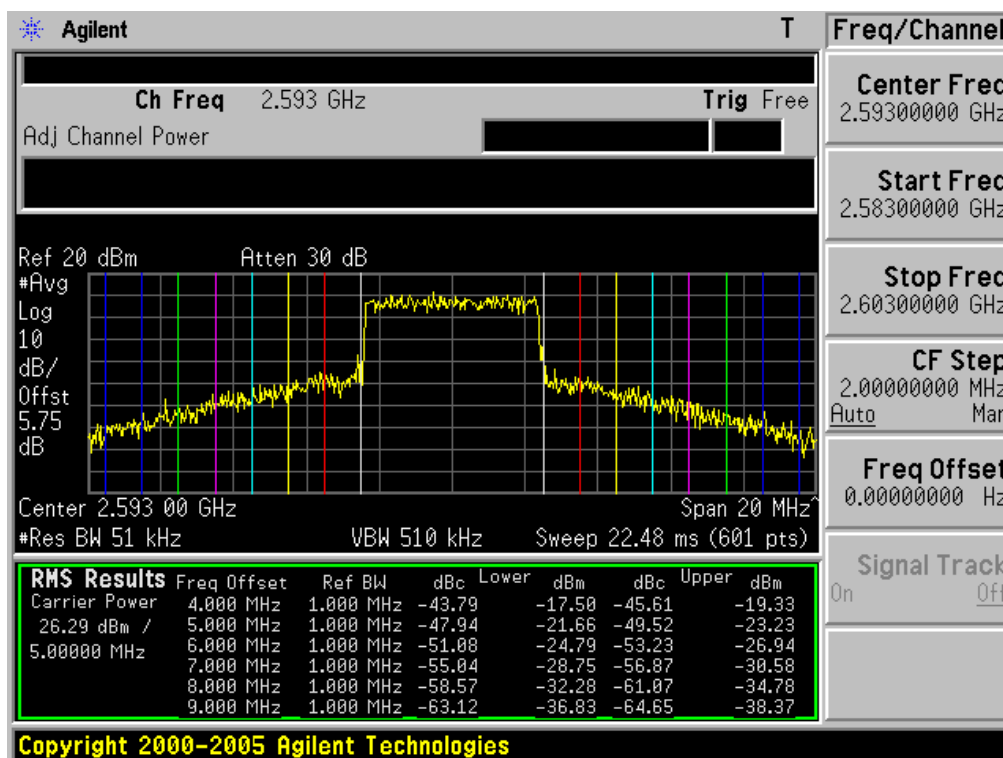 Agilent T
Ch Freq 2.593 GHz Trig Free
Adj Channel Power
Ref 20 dBm Atten 30 dB
#Avg
Log
10
dB/
Offst
5.75
dB
Center 2.593 00 GHz Span 20 MHz^
#Res BW 51 kHz VBW 510 kHz Sweep 22.48 ms (601 pts)
RMS Results Freq Offset Ref BW dBc Lower dBm dBc Upper dBm
Carrier Power 4.000 MHz 1.000 MHz -43.79 -17.50 -45.61 -19.33
26.29 dBm / 5.000 MHz 1.000 MHz -47.94 -21.66 -49.52 -23.23
5.00000 MHz 6.000 MHz 1.000 MHz -51.08 -24.79 -53.23 -26.94
7.000 MHz 1.000 MHz -55.04 -28.75 -56.87 -30.58
8.000 MHz 1.000 MHz -58.57 -32.28 -61.07 -34.78
9.000 MHz 1.000 MHz -63.12 -36.83 -64.65 -38.37
Copyright 2000-2005 Agilent Technologies
Freq/Channel
Center Freq
2.59300000 GHz
Start Freq
2.58300000 GHz
Stop Freq
2.60300000 GHz
CF Step
2.00000000 MHz
Auto Man
Freq Offset
0.00000000 Hz
Signal Track
On Off